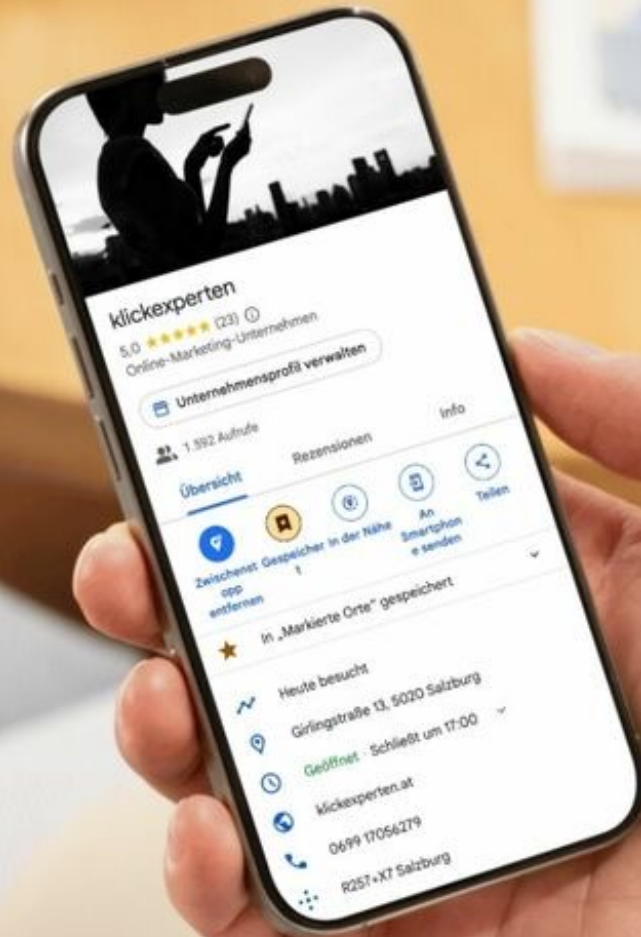 klickexperten
5,0 (23)
Online-Marketing-Unternehmen
Unternehmensprofil verwalten
1.592 Aufrufe
Übersicht
Rezensionen
Info
Zwischenst
opp
entfernen
Gespeicher
t
In der Nähe
An
Smartphon
e senden
Teilen
In „Markierte Orte“ gespeichert
Heute besucht
Girlingstraße 13, 5020 Salzburg
Geöffnet · Schließt um 17:00
klickexperten.at
0699 17056279
R257+X7 Salzburg